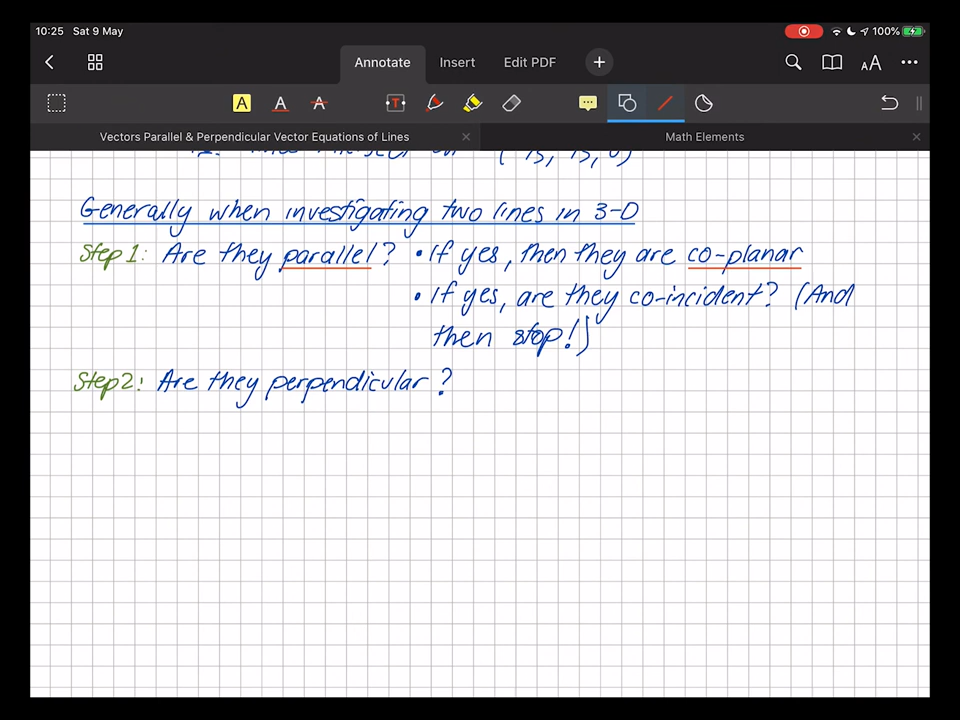 10:25 Sat 9 May 100%
Annotate Insert Edit PDF
Vectors Parallel & Perpendicular Vector Equations of Lines Math Elements
Generally when investigating two lines in 3-D
Step 1: Are they parallel? • If yes, then they are co-planar
• If yes, are they co-incident? (And
then stop!)
Step 2: Are they perpendicular?